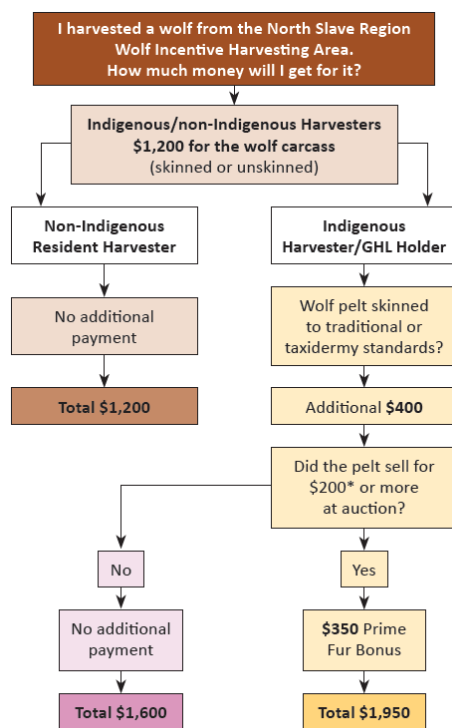 I harvested a wolf from the North Slave Region
Wolf Incentive Harvesting Area.
How much money will I get for it?
Indigenous/non-Indigenous Harvesters
$1,200 for the wolf carcass
(skinned or unskinned)
Non-Indigenous
Resident Harvester
Indigenous
Harvester/GHL Holder
No additional
payment
Wolf pelt skinned
to traditional or
taxidermy standards?
Total $1,200
Additional $400
Did the pelt sell for
$200* or more
at auction?
No
Yes
No additional
payment
$350 Prime
Fur Bonus
Total $1,600
Total $1,950